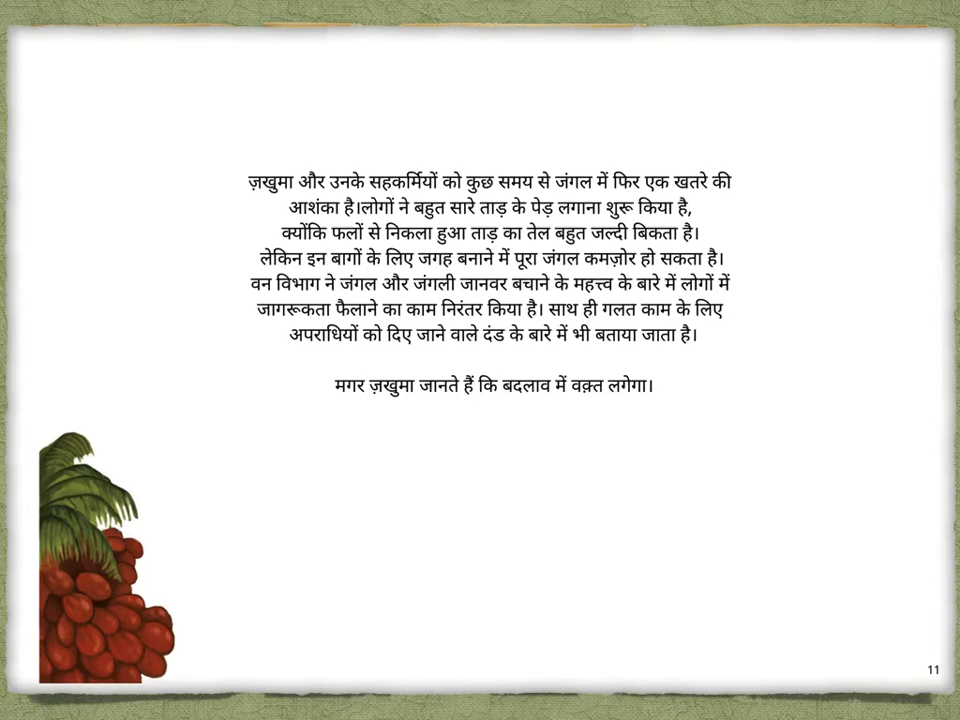 ज़खुमा और उनके सहकर्मियों को कुछ समय से जंगल में फिर एक खतरे की
आशंका है।लोगों ने बहुत सारे ताड़ के पेड़ लगाना शुरू किया है,
क्योंकि फलों से निकला हुआ ताड़ का तेल बहुत जल्दी बिकता है।
लेकिन इन बागों के लिए जगह बनाने में पूरा जंगल कमज़ोर हो सकता है।
वन विभाग ने जंगल और जंगली जानवर बचाने के महत्त्व के बारे में लोगों में
जागरूकता फैलाने का काम निरंतर किया है। साथ ही गलत काम के लिए
अपराधियों को दिए जाने वाले दंड के बारे में भी बताया जाता है।
मगर ज़खुमा जानते हैं कि बदलाव में वक़्त लगेगा।
11